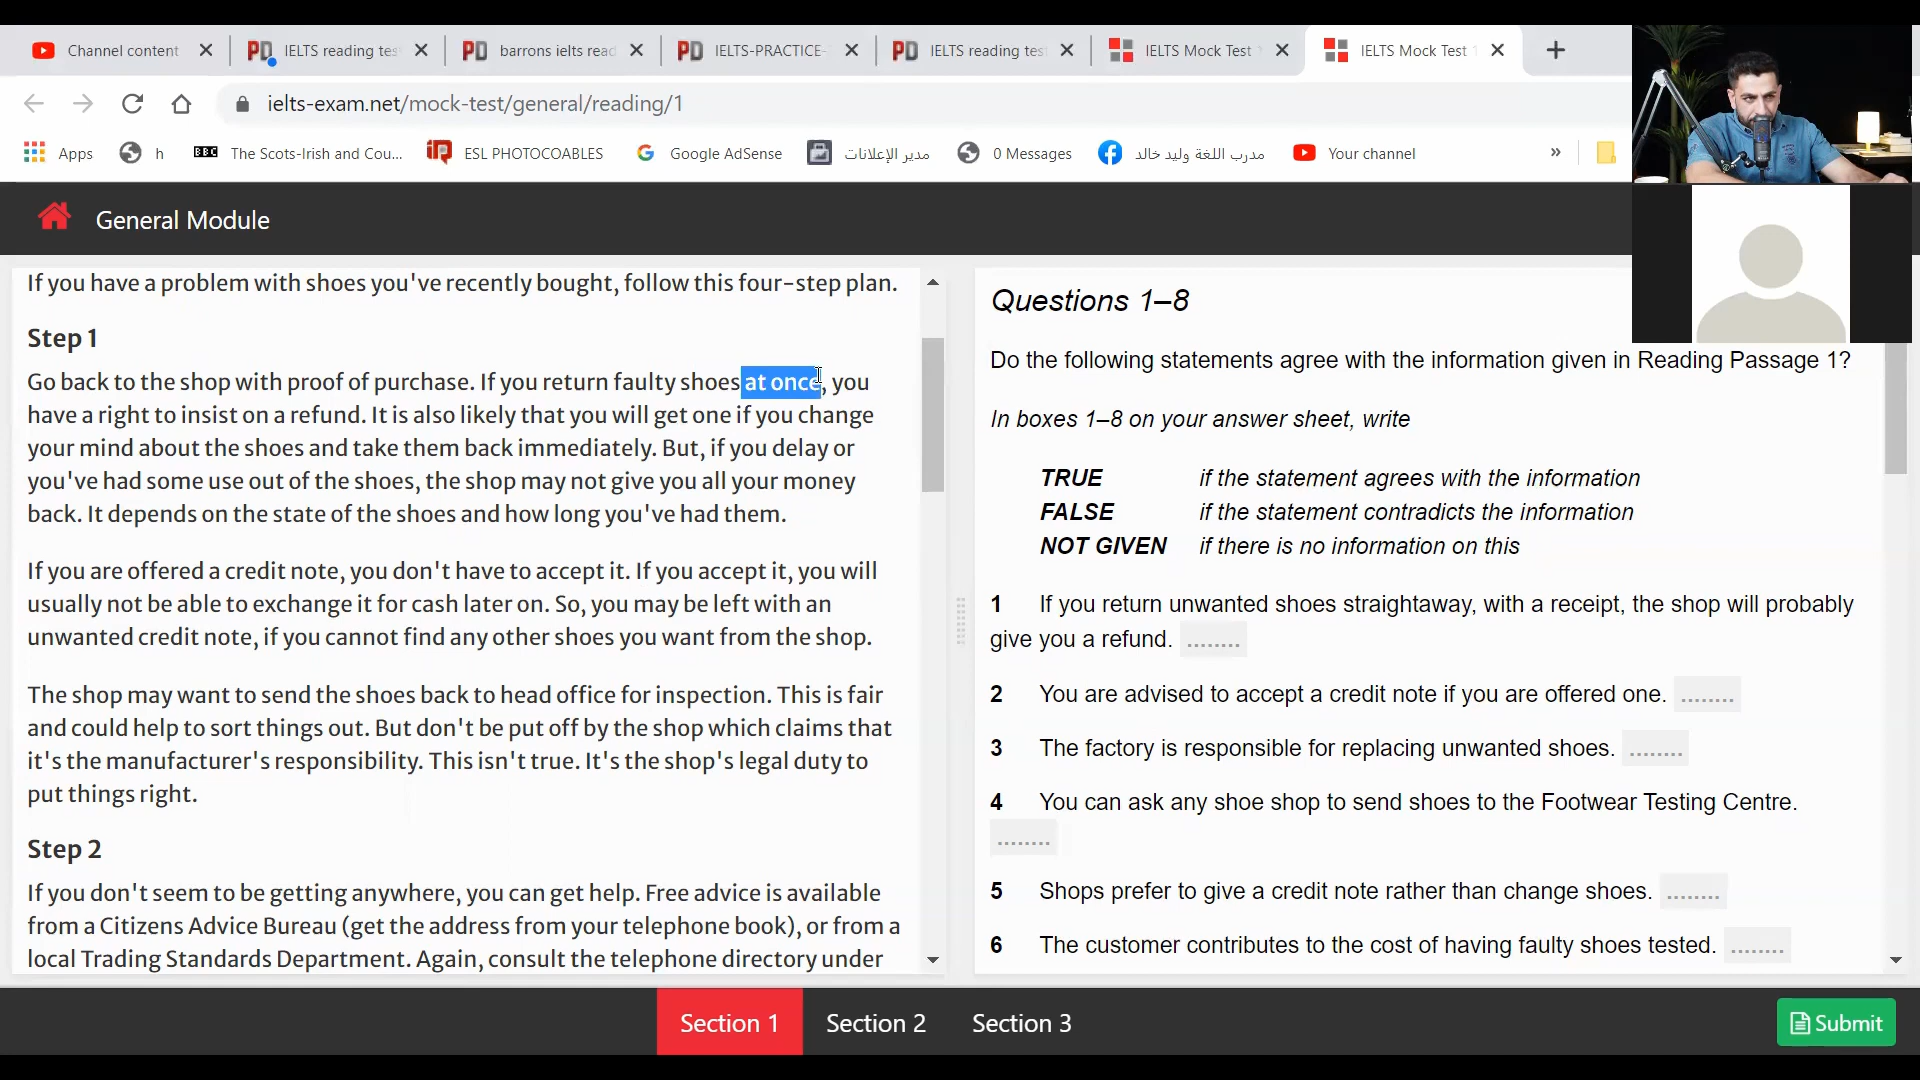 Channel content
IELTS reading tes
barrons ielts read
IELTS-PRACTICE-
IELTS reading tes
IELTS Mock Test 1
IELTS Mock Test 1
ielts-exam.net/mock-test/general/reading/1
Apps
h
BBC The Scots-Irish and Cou...
ESL PHOTOCOABLES
Google AdSense
مدير الإعلانات
0 Messages
مدرب اللغة وليد خالد
Your channel
»
General Module
If you have a problem with shoes you've recently bought, follow this four-step plan.
Step 1
Go back to the shop with proof of purchase. If you return faulty shoes at once, you
have a right to insist on a refund. It is also likely that you will get one if you change
your mind about the shoes and take them back immediately. But, if you delay or
you've had some use out of the shoes, the shop may not give you all your money
back. It depends on the state of the shoes and how long you've had them.
If you are offered a credit note, you don't have to accept it. If you accept it, you will
usually not be able to exchange it for cash later on. So, you may be left with an
unwanted credit note, if you cannot find any other shoes you want from the shop.
The shop may want to send the shoes back to head office for inspection. This is fair
and could help to sort things out. But don't be put off by the shop which claims that
it's the manufacturer's responsibility. This isn't true. It's the shop's legal duty to
put things right.
Step 2
If you don't seem to be getting anywhere, you can get help. Free advice is available
from a Citizens Advice Bureau (get the address from your telephone book), or from a
local Trading Standards Department. Again, consult the telephone directory under
Questions 1–8
Do the following statements agree with the information given in Reading Passage 1?
In boxes 1–8 on your answer sheet, write
TRUE if the statement agrees with the information
FALSE if the statement contradicts the information
NOT GIVEN if there is no information on this
1 If you return unwanted shoes straightaway, with a receipt, the shop will probably
give you a refund. ........
2 You are advised to accept a credit note if you are offered one. ........
3 The factory is responsible for replacing unwanted shoes. ........
4 You can ask any shoe shop to send shoes to the Footwear Testing Centre.
........
5 Shops prefer to give a credit note rather than change shoes. ........
6 The customer contributes to the cost of having faulty shoes tested. ........
Section 1
Section 2
Section 3
Submit